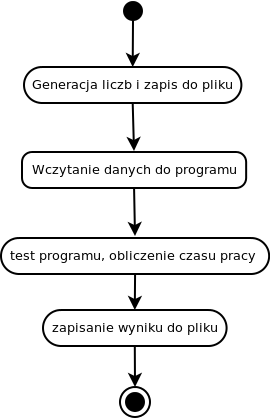 Generacja liczb i zapis do pliku
Wczytanie danych do programu
test programu, obliczenie czasu pracy
zapisanie wyniku do pliku